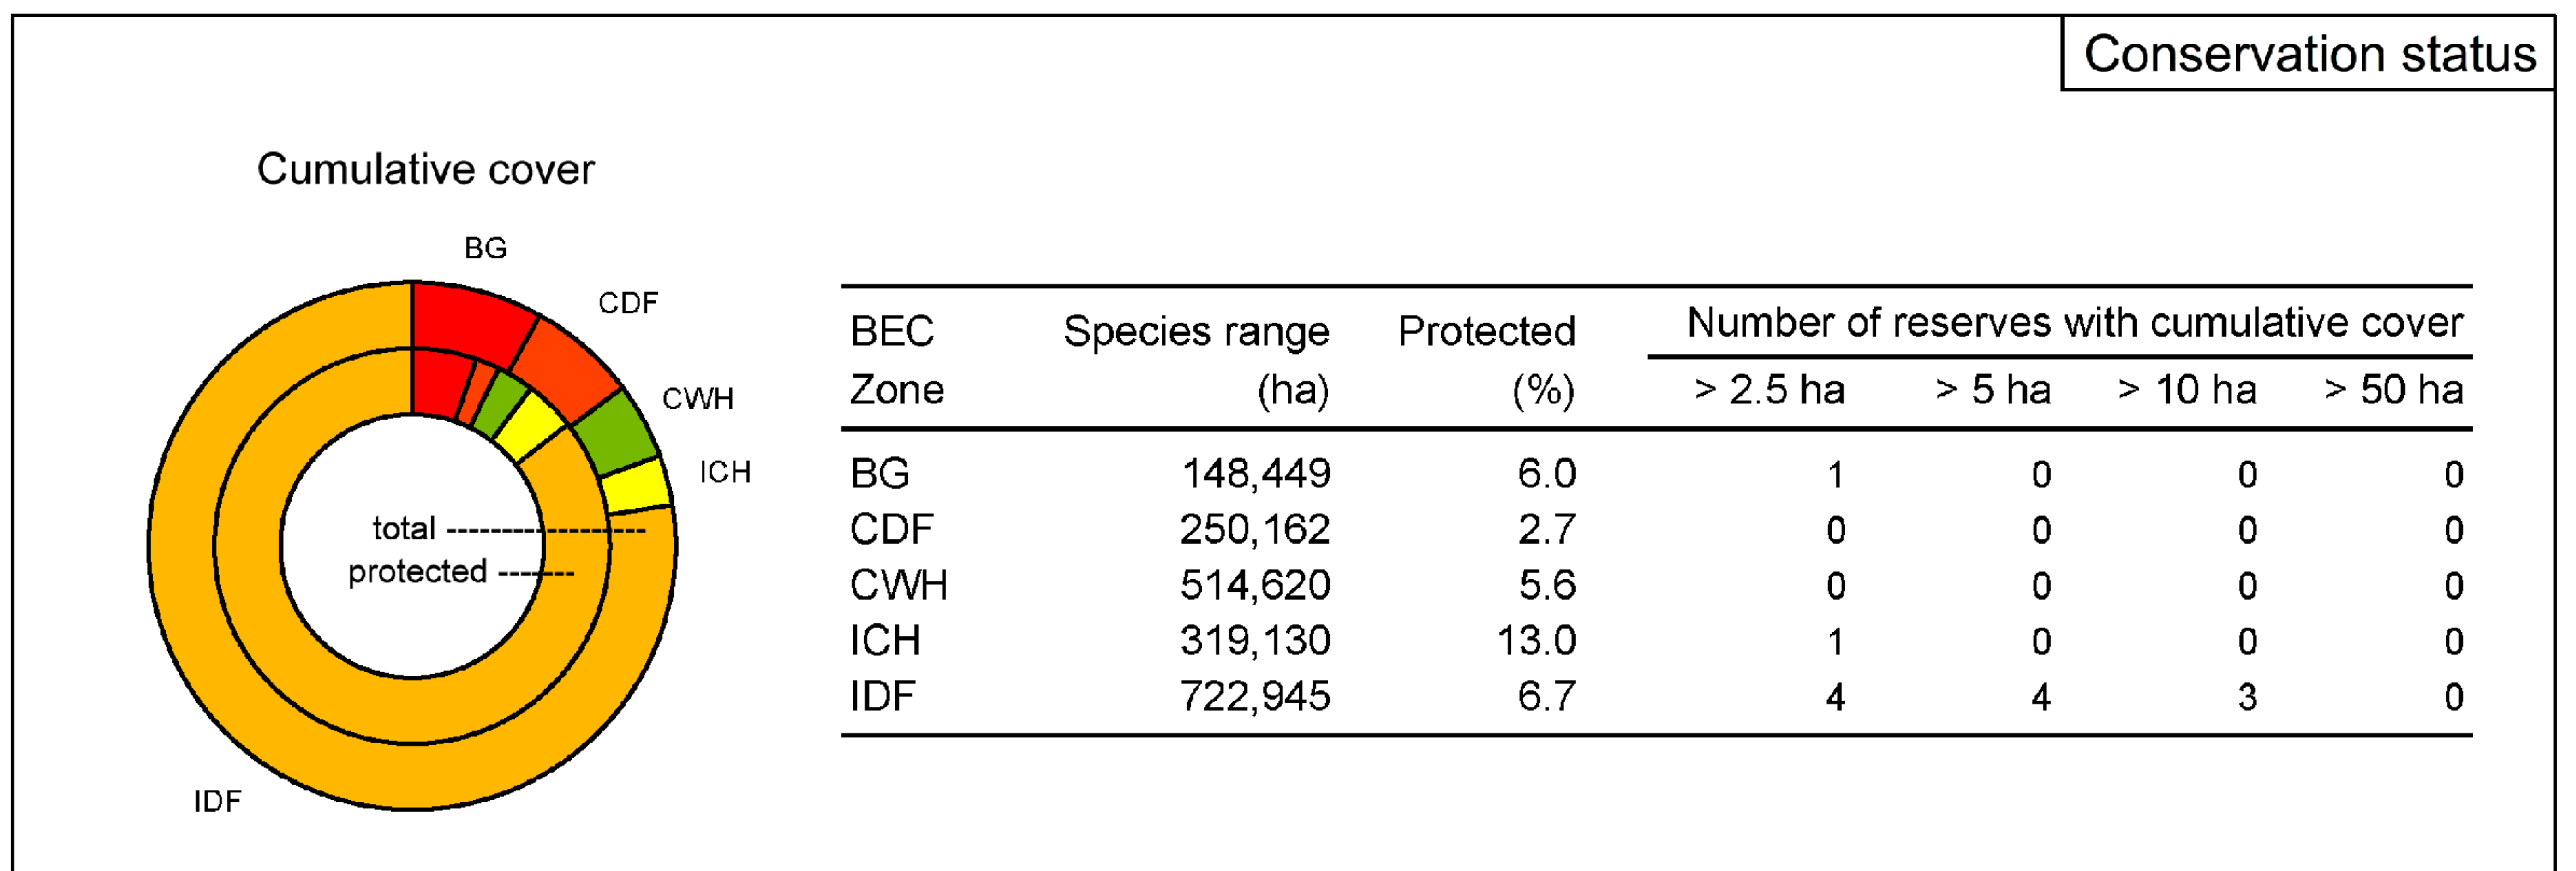 Conservation status
Cumulative cover
BG
CDF
CWH
ICH
total
protected
IDF
BEC Zone Species range (ha) Protected (%) Number of reserves with cumulative cover
> 2.5 ha > 5 ha > 10 ha > 50 ha
BG 148,449 6.0 1 0 0 0
CDF 250,162 2.7 0 0 0 0
CWH 514,620 5.6 0 0 0 0
ICH 319,130 13.0 1 0 0 0
IDF 722,945 6.7 4 4 3 0